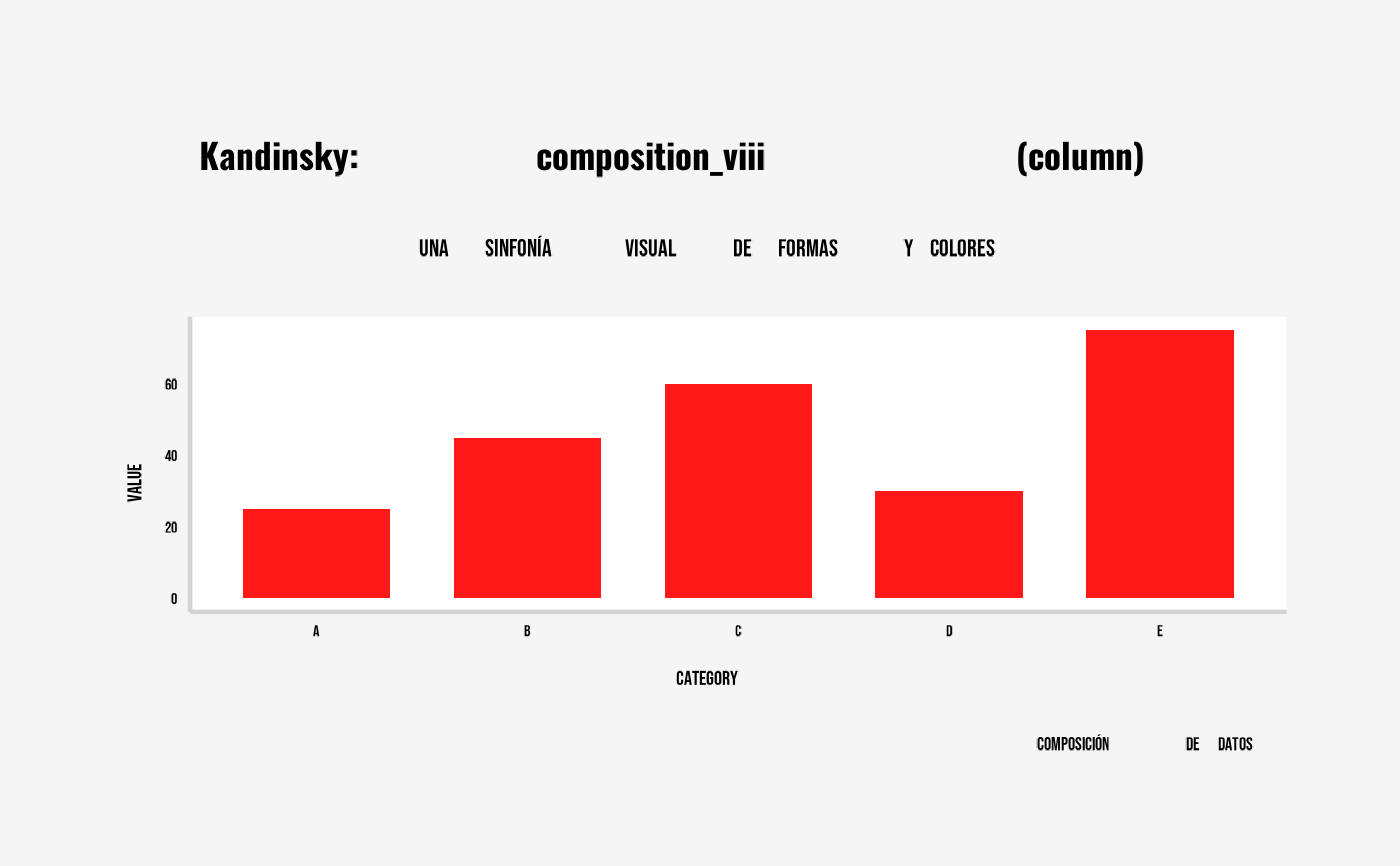 Kandinsky: composition_viii (column)
UNA SINFONÍA VISUAL DE FORMAS Y COLORES
60
40
20
0
VALUE
A B C D E
CATEGORY
COMPOSICIÓN DE DATOS